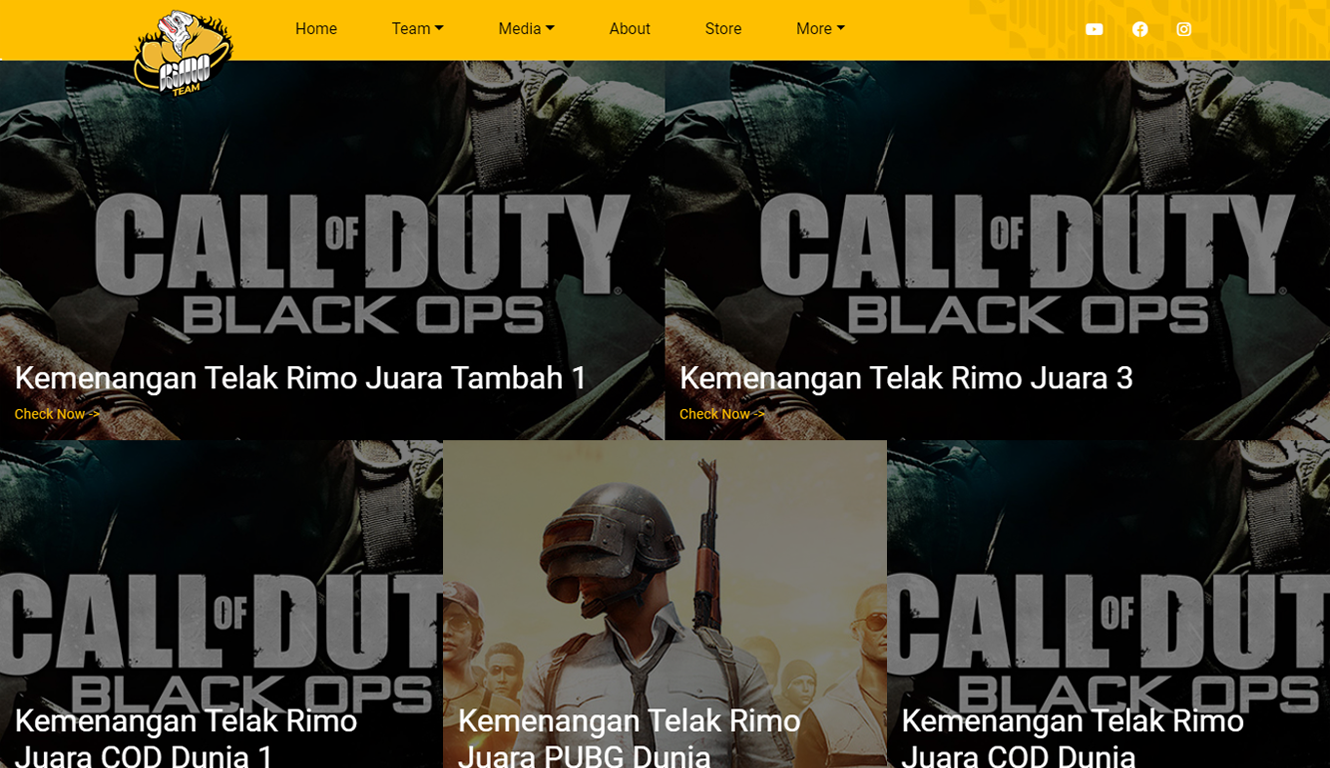 Rimo
TEAM
Home
Team
Media
About
Store
More
CALL OF DUTY®
BLACK OPS
Kemenangan Telak Rimo Juara Tambah 1
Check Now ->
CALL OF DUTY®
BLACK OPS
Kemenangan Telak Rimo Juara 3
Check Now ->
CALL OF DUT
BLACK OPS
Kemenangan Telak Rimo
Juara COD Dunia 1
Kemenangan Telak Rimo
Juara PUBG Dunia
CALL OF DUT
BLACK OPS
Kemenangan Telak Rimo
Juara COD Dunia